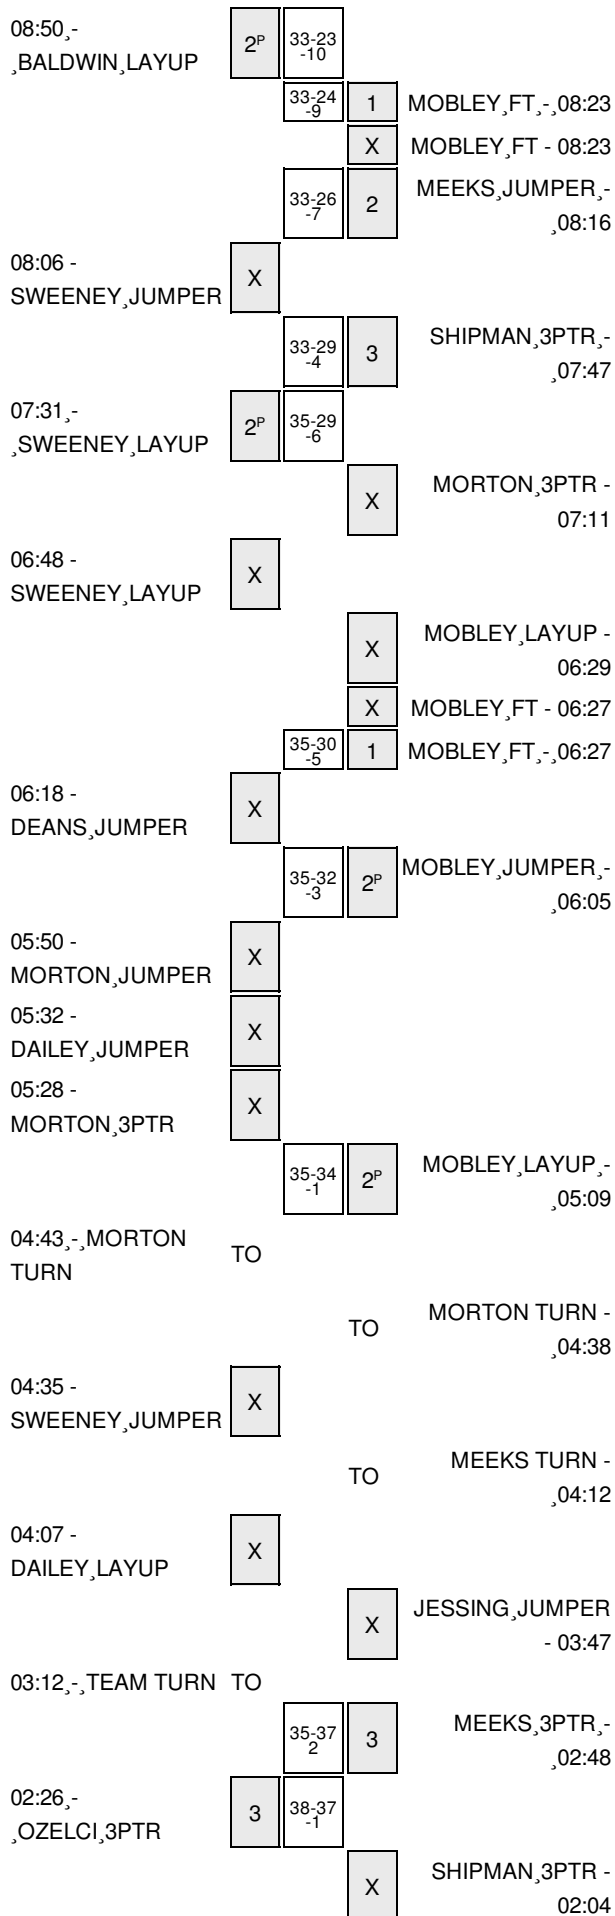 08:50¸-
¸BALDWIN¸LAYUP
2ᴾ
33-23
-10
33-24
-9
1
MOBLEY¸FT¸-¸08:23
X
MOBLEY¸FT - 08:23
33-26
-7
2
MEEKS¸JUMPER¸-
¸08:16
08:06 -
SWEENEY¸JUMPER
X
33-29
-4
3
SHIPMAN¸3PTR¸-
¸07:47
07:31¸-
¸SWEENEY¸LAYUP
2ᴾ
35-29
-6
X
MORTON¸3PTR -
07:11
06:48 -
SWEENEY¸LAYUP
X
X
MOBLEY¸LAYUP -
06:29
X
MOBLEY¸FT - 06:27
35-30
-5
1
MOBLEY¸FT¸-¸06:27
06:18 -
DEANS¸JUMPER
X
35-32
-3
2ᴾ
MOBLEY¸JUMPER¸-
¸06:05
05:50 -
MORTON¸JUMPER
X
05:32 -
DAILEY¸JUMPER
X
05:28 -
MORTON¸3PTR
X
35-34
-1
2ᴾ
MOBLEY¸LAYUP¸-
¸05:09
04:43¸-¸MORTON
TURN
TO
TO
MORTON TURN -
¸04:38
04:35 -
SWEENEY¸JUMPER
X
TO
MEEKS TURN -
¸04:12
04:07 -
DAILEY¸LAYUP
X
X
JESSING¸JUMPER
- 03:47
03:12¸-¸TEAM TURN
TO
35-37
2
3
MEEKS¸3PTR¸-
¸02:48
02:26¸-
¸OZELCI¸3PTR
3
38-37
-1
X
SHIPMAN¸3PTR -
02:04